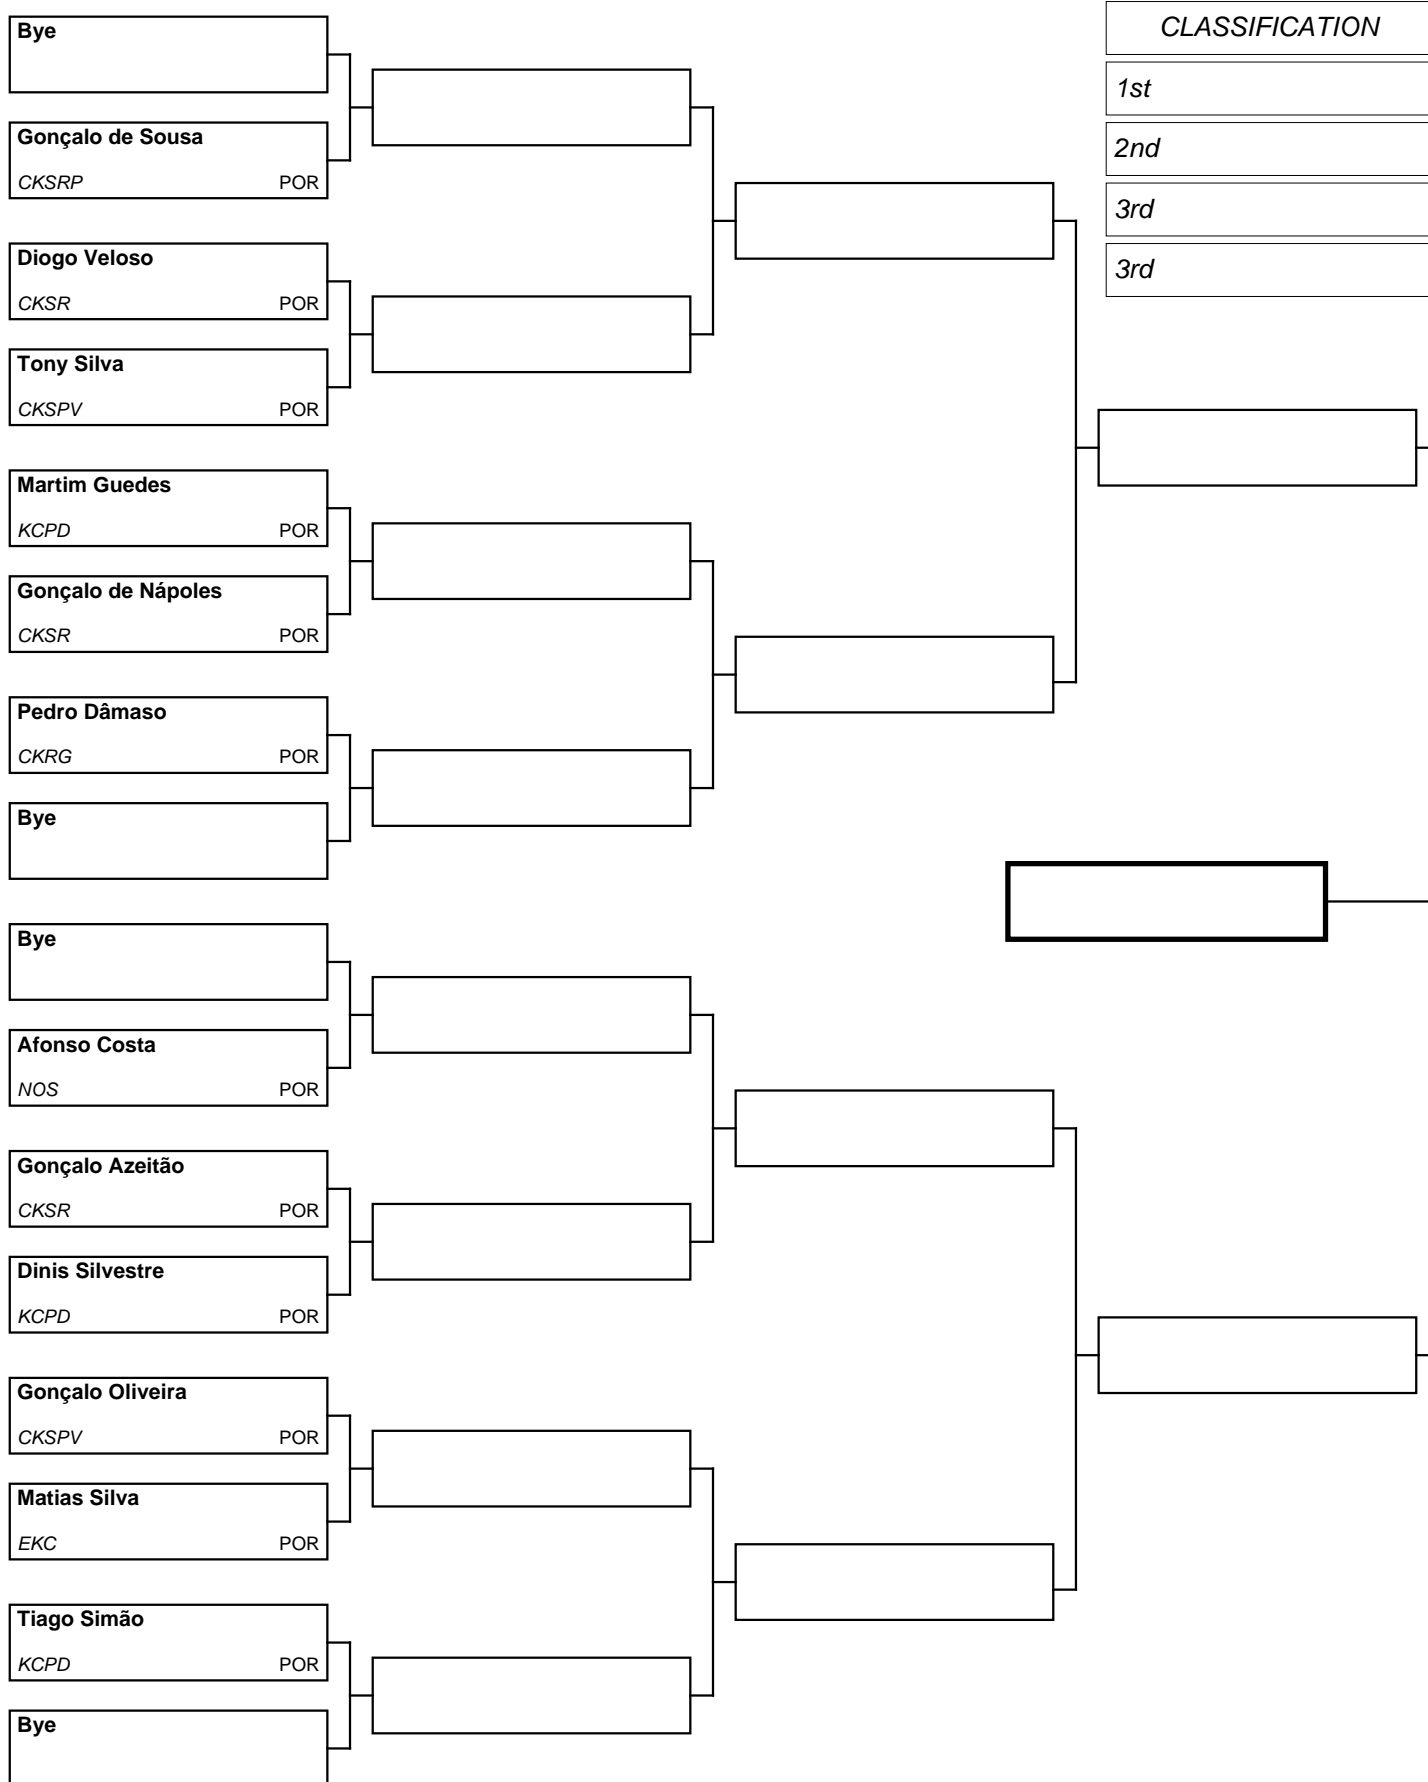 Bye
Gonçalo de Sousa
CKSRP POR
Diogo Veloso
CKSR POR
Tony Silva
CKSPV POR
Martim Guedes
KCPD POR
Gonçalo de Nápoles
CKSR POR
Pedro Dâmaso
CKRG POR
Bye
Bye
Afonso Costa
NOS POR
Gonçalo Azeitão
CKSR POR
Dinis Silvestre
KCPD POR
Gonçalo Oliveira
CKSPV POR
Matias Silva
EKC POR
Tiago Simão
KCPD POR
Bye
CLASSIFICATION
1st
2nd
3rd
3rd